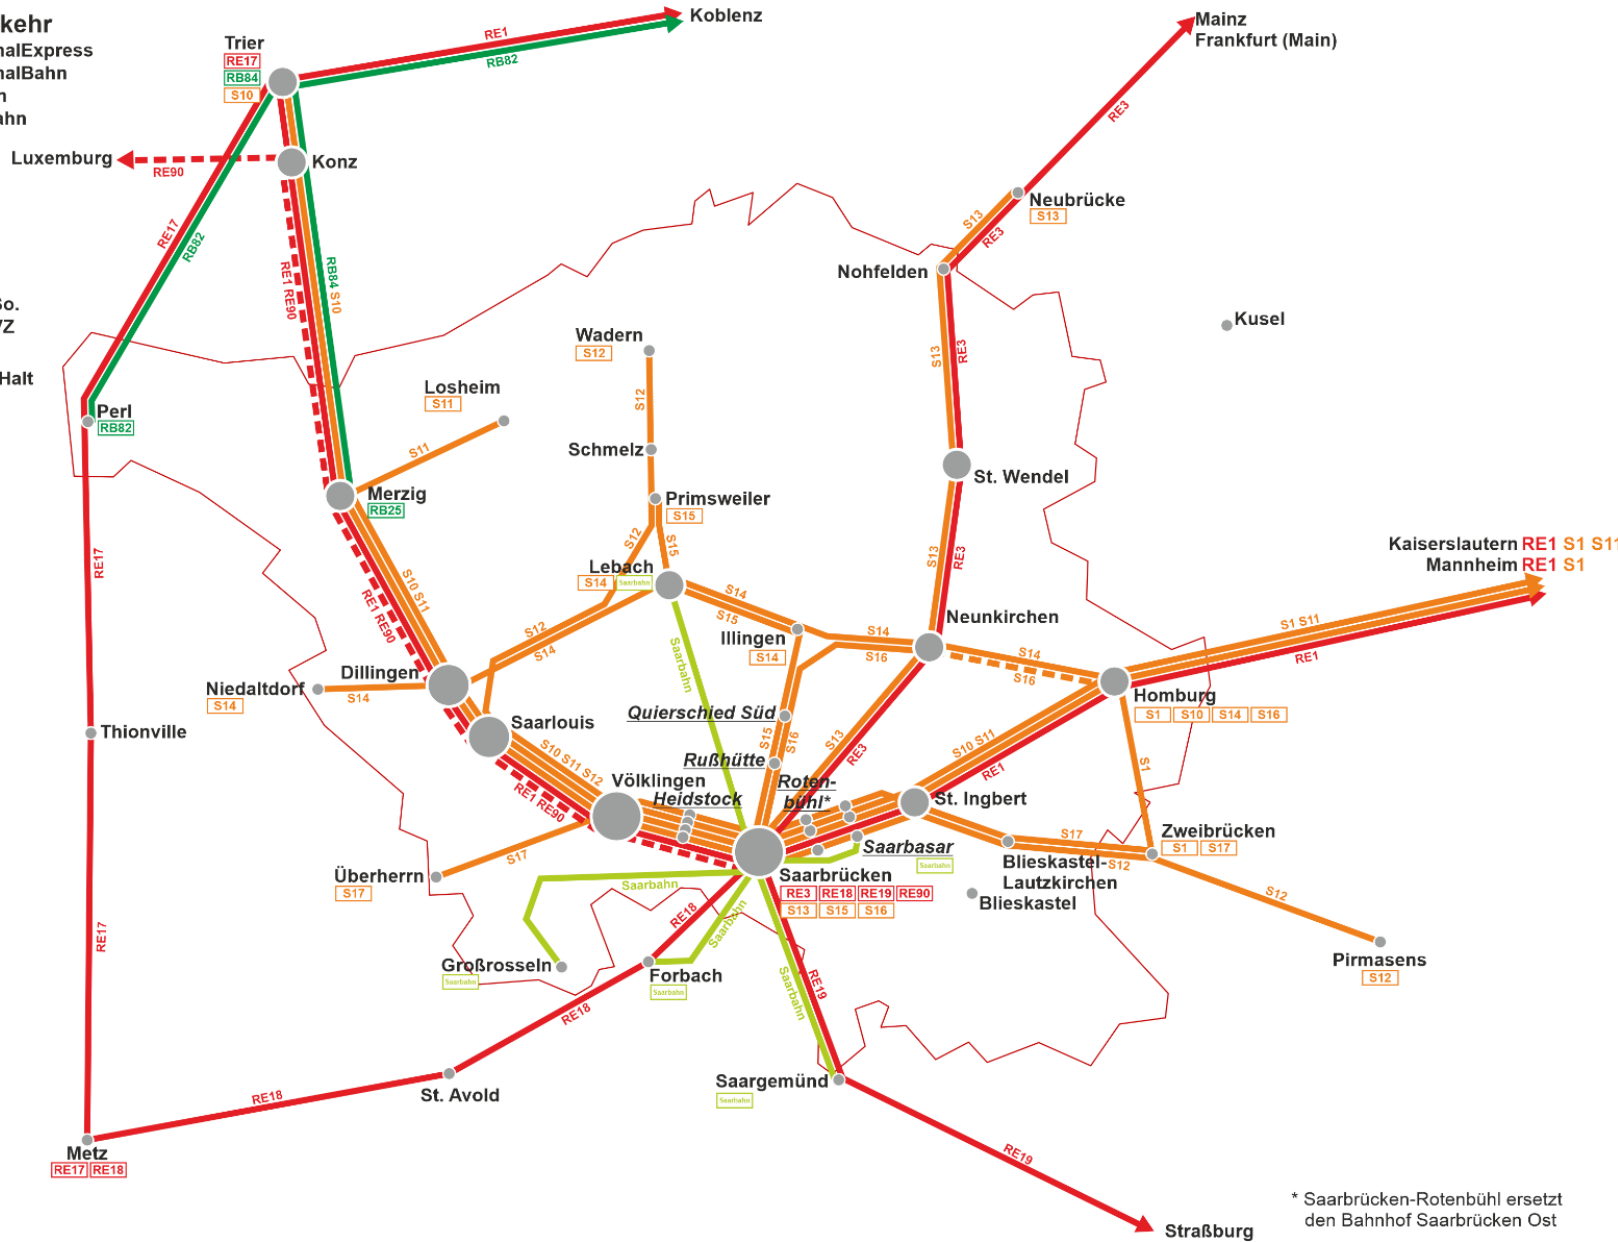 kehr
nalExpress
nalBahn
n
ahn
Koblenz
RE1
RB82
Mainz
Frankfurt (Main)
RE3
Trier
RE17
RB84
S10
Luxemburg
RE90
Konz
RE17
RB82
RE1 RE90
RB84 S10
Neubrücke
S13
S13
RE3
Nohfelden
So.
VZ
Halt
Kusel
Wadern
S12
S12
S13
RE3
Losheim
S11
S11
Perl
RB82
Schmelz
St. Wendel
Merzig
RB25
Primsweiler
S15
S12
S15
S13
RE3
Kaiserslautern RE1 S1 S11
Mannheim RE1 S1
RE17
S10 S11
RE1 RE90
Lebach
S14 Saarbahn
S14
S15
Neunkirchen
S1 S11
RE1
Illingen
S14
S14
S16
S14
S16
S12
S14
Saarbahn
Dillingen
Niedaltdorf
S14
S14
Homburg
S1 S10 S14 S16
Quierschied Süd
Saarlouis
Thionville
S15
S16
S13
RE3
S10 S11
RE1
S1
S10 S11 S12
RE1 RE90
Rußhütte
Völklingen
Heidstock
Roten-
bühl*
St. Ingbert
Zweibrücken
S1 S17
S17
S12
Saarbasar
Saarbahn
Blieskastel-
Lautzkirchen
Blieskastel
S17
Überherrn
S17
Saarbahn
Saarbrücken
RE3 RE18 RE19 RE90
S13 S15 S16
S12
RE17
RE18
Saarbahn
Pirmasens
S12
Großrosseln
Saarbahn
Forbach
Saarbahn
Saarbahn
RE19
RE18
St. Avold
Saargemünd
Saarbahn
RE18
Metz
RE17 RE18
RE19
Straßburg
* Saarbrücken-Rotenbühl ersetzt
den Bahnhof Saarbrücken Ost